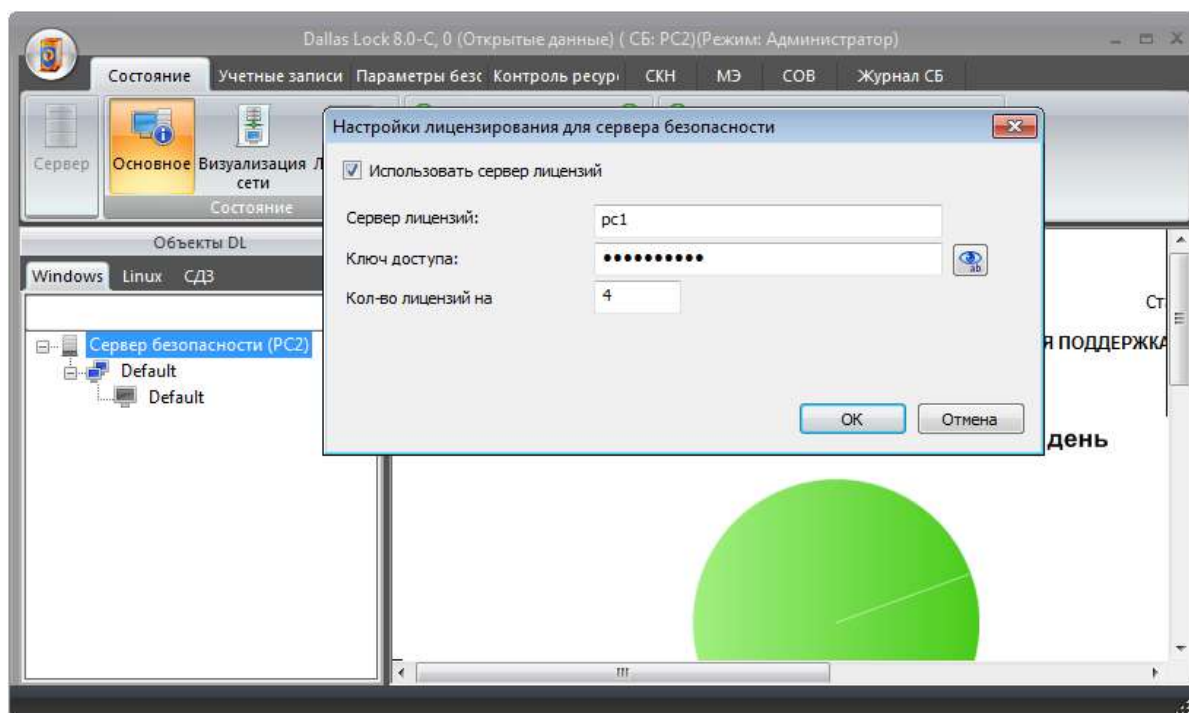 Dallas Lock 8.0-C, 0 (Открытые данные) ( СБ: PC2)(Режим: Администратор)
Состояние Учетные записи Параметры безс Контроль ресур СКН МЭ СОВ Журнал СБ
Сервер
Основное
Визуализация сети
Л
Состояние
Настройки лицензирования для сервера безопасности
Использовать сервер лицензий
Сервер лицензий: pc1
Ключ доступа: ●●●●●●●●●●
ab
Кол-во лицензий на 4
OK Отмена
Объекты DL
Windows Linux СДЗ
Сервер безопасности (PC2)
Default
Default
Ст
Я ПОДДЕРЖКА
день